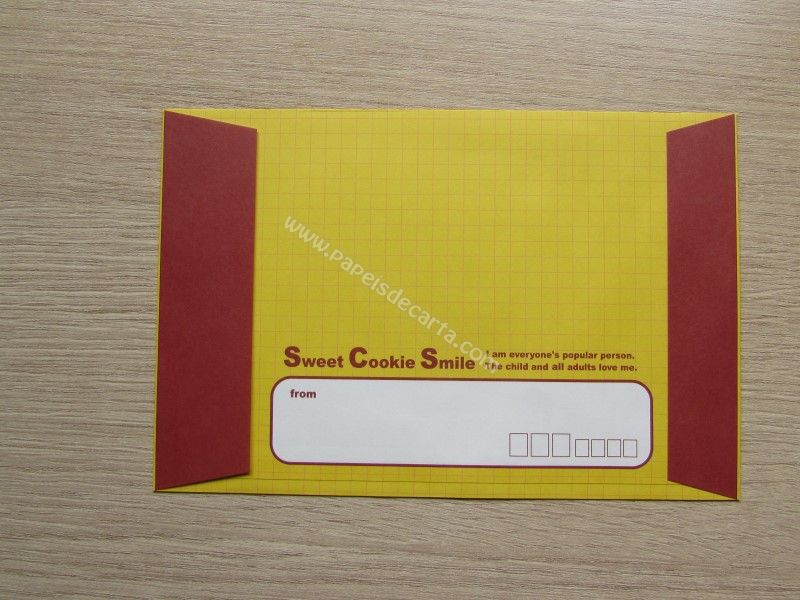 www.papeisdecarta.com
Sweet Cookie Smile
I am everyone's popular person.
The child and all adults love me.
from